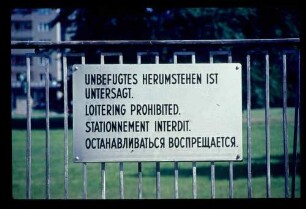 UNBEFUGTES HERUMSTEHEN IST
UNTERSAGT.
LOITERING PROHIBITED.
STATIONNEMENT INTERDIT.
ОСТАНАВЛИВАТЬСЯ ВОСПРЕЩАЕТСЯ.